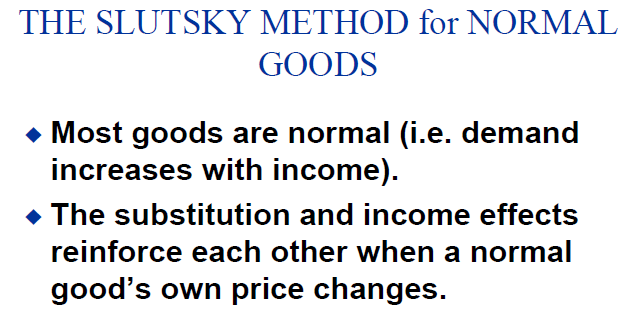 THE SLUTSKY METHOD for NORMAL
GOODS
◆ Most goods are normal (i.e. demand
increases with income).
◆ The substitution and income effects
reinforce each other when a normal
good's own price changes.